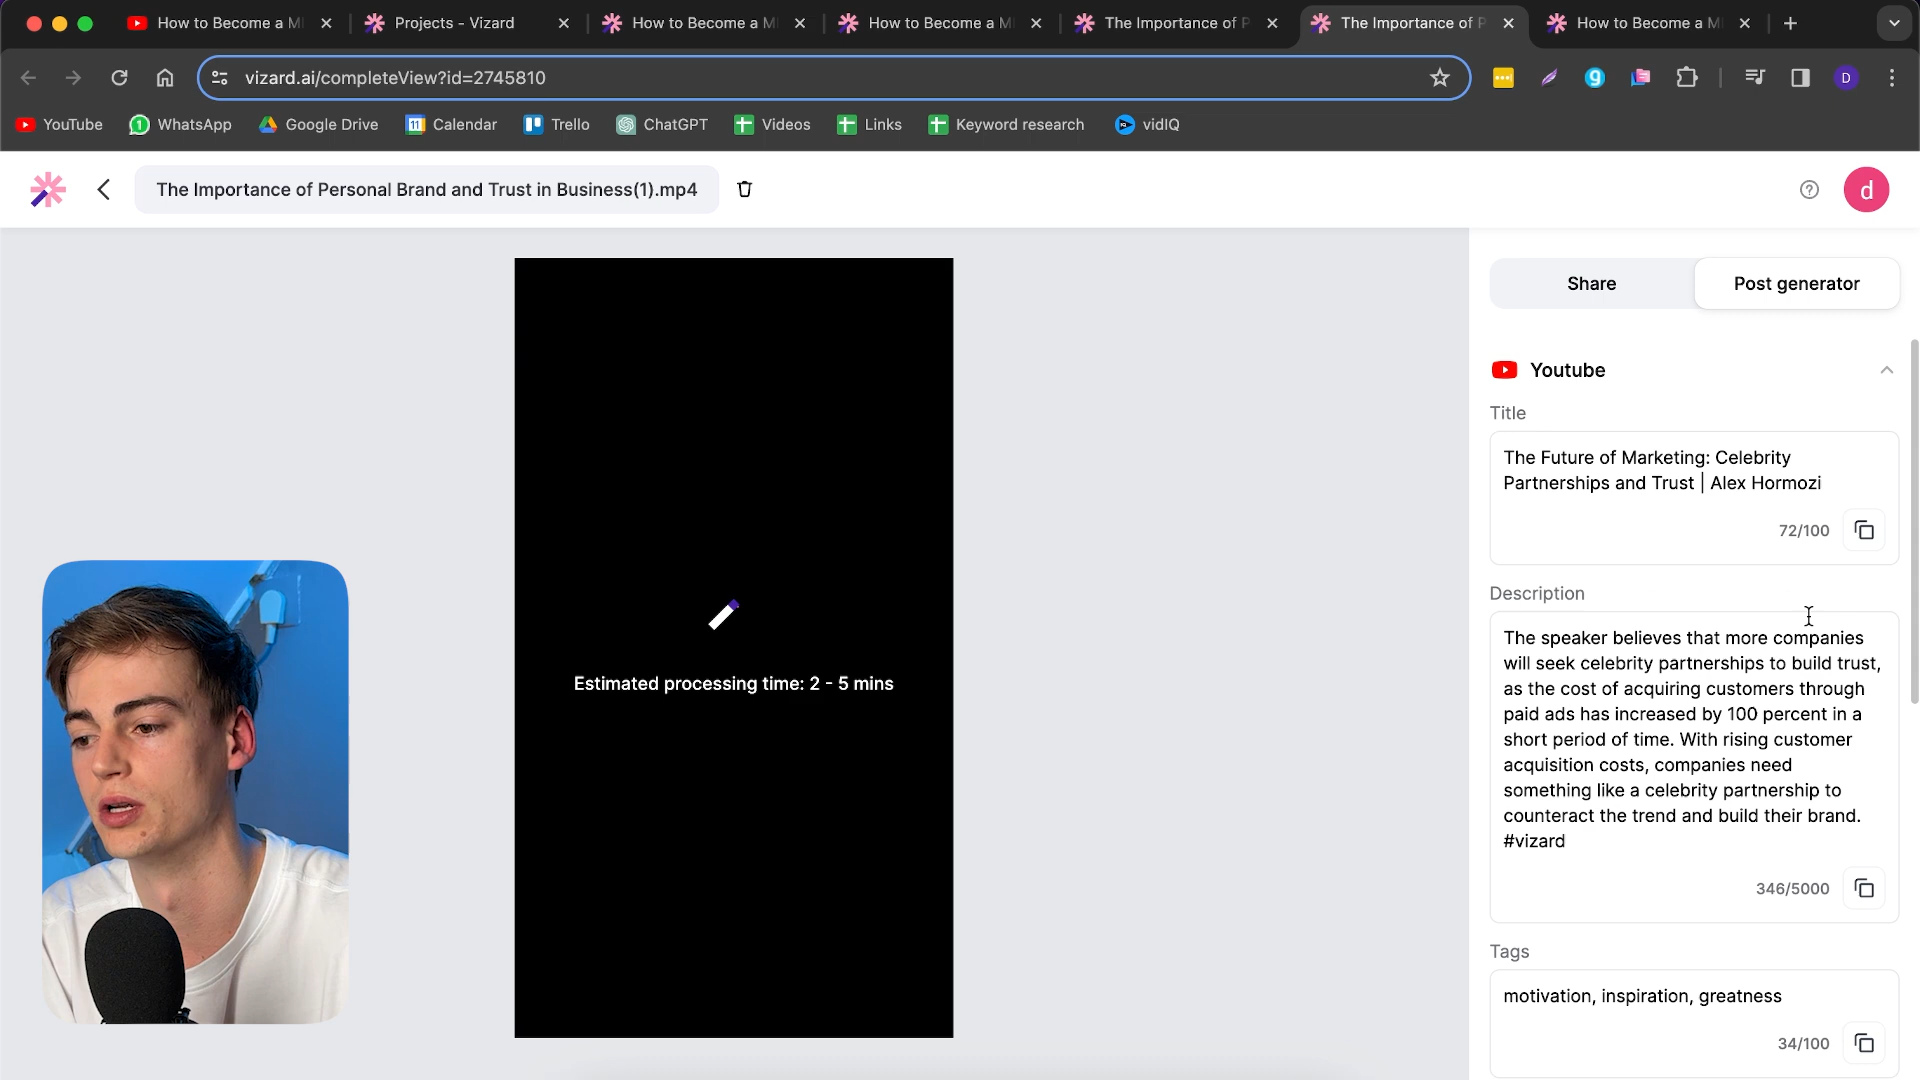 How to Become a Mi
Projects - Vizard
How to Become a Mi
How to Become a Mi
The Importance of P
The Importance of P
How to Become a Mi
vizard.ai/completeView?id=2745810
D
YouTube
WhatsApp
Google Drive
Calendar
Trello
ChatGPT
Videos
Links
Keyword research
vidIQ
The Importance of Personal Brand and Trust in Business(1).mp4
d
Share
Post generator
Youtube
Title
The Future of Marketing: Celebrity
Partnerships and Trust | Alex Hormozi
72/100
Description
The speaker believes that more companies
will seek celebrity partnerships to build trust,
as the cost of acquiring customers through
paid ads has increased by 100 percent in a
short period of time. With rising customer
acquisition costs, companies need
something like a celebrity partnership to
counteract the trend and build their brand.
#vizard
346/5000
Tags
motivation, inspiration, greatness
34/100
Estimated processing time: 2 - 5 mins